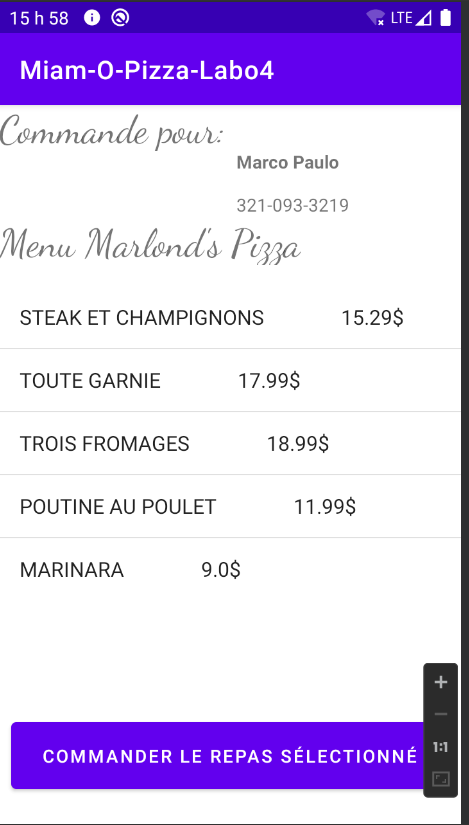 15 h 58 LTE
Miam-O-Pizza-Labo4
Commande pour:
Marco Paulo
321-093-3219
Menu Marlond's Pizza
STEAK ET CHAMPIGNONS 15.29$
TOUTE GARNIE 17.99$
TROIS FROMAGES 18.99$
POUTINE AU POULET 11.99$
MARINARA 9.0$
1:1
COMMANDER LE REPAS SÉLECTIONNÉ